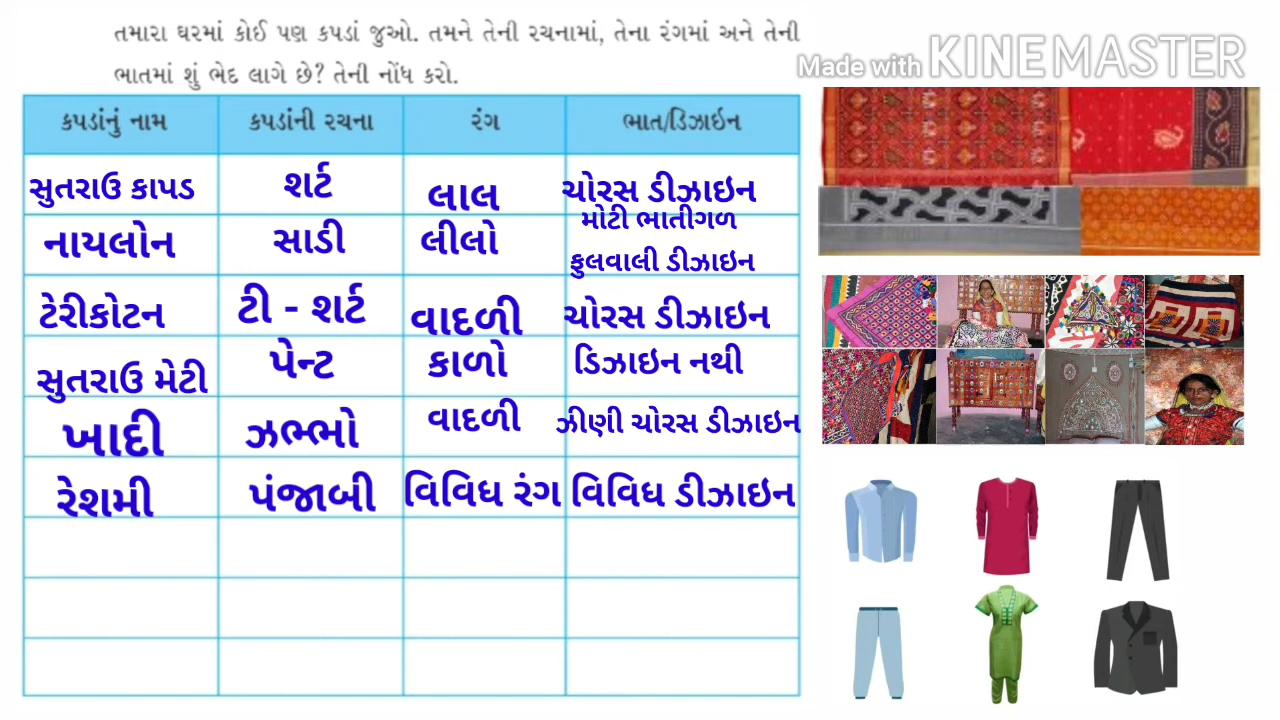 તમારા ઘરમાં કોઈ પણ કપડાં જુઓ. તમને તેની રચનામાં, તેના રંગમાં અને તેની
ભાતમાં શું ભેદ લાગે છે? તેની નોંધ કરો.
Made with KINEMASTER
કપડાંનું નામ કપડાંની રચના રંગ ભાત/ડિઝાઇન
સુતરાઉ કાપડ શર્ટ લાલ ચોરસ ડીઝાઇન
નાયલોન સાડી લીલો મોટી ભાતીગળ
ફુલવાલી ડીઝાઇન
ટેરીકોટન ટી - શર્ટ વાદળી ચોરસ ડીઝાઇન
સુતરાઉ મેટી પેન્ટ કાળો ડિઝાઇન નથી
ખાદી ઝભ્ભો વાદળી ઝીણી ચોરસ ડીઝાઇન
રેશમી પંજાબી વિવિધ રંગ વિવિધ ડીઝાઇન